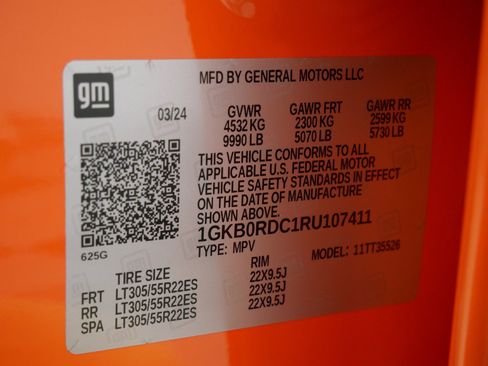 gm
MFD BY GENERAL MOTORS LLC
03/24 GVWR GAWR FRT GAWR RR
4532 KG 2300 KG 2599 KG
9990 LB 5070 LB 5730 LB
THIS VEHICLE CONFORMS TO ALL
APPLICABLE U.S. FEDERAL MOTOR
VEHICLE SAFETY STANDARDS IN EFFECT
ON THE DATE OF MANUFACTURE
SHOWN ABOVE.
1GKB0RDC1RU107411
625G TYPE: MPV MODEL: 11TT35526
TIRE SIZE RIM
FRT LT305/55R22ES 22X9.5J
RR LT305/55R22ES 22X9.5J
SPA LT305/55R22ES 22X9.5J